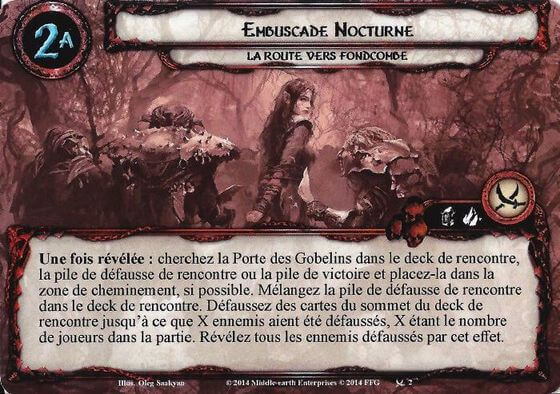 2A
Embuscade Nocturne
La Route vers Fondcombe
Une fois révélée : cherchez la Porte des Gobelins dans le deck de rencontre,
la pile de défausse de rencontre ou la pile de victoire et placez-la dans la
zone de cheminement, si possible. Mélangez la pile de défausse de rencontre
dans le deck de rencontre. Défaussez des cartes du sommet du deck de
rencontre jusqu'à ce que X ennemis aient été défaussés, X étant le nombre
de joueurs dans la partie. Révélez tous les ennemis défaussés par cet effet.
Illus. Oleg Saakyan © 2014 Middle-earth Enterprises © 2014 FFG 2